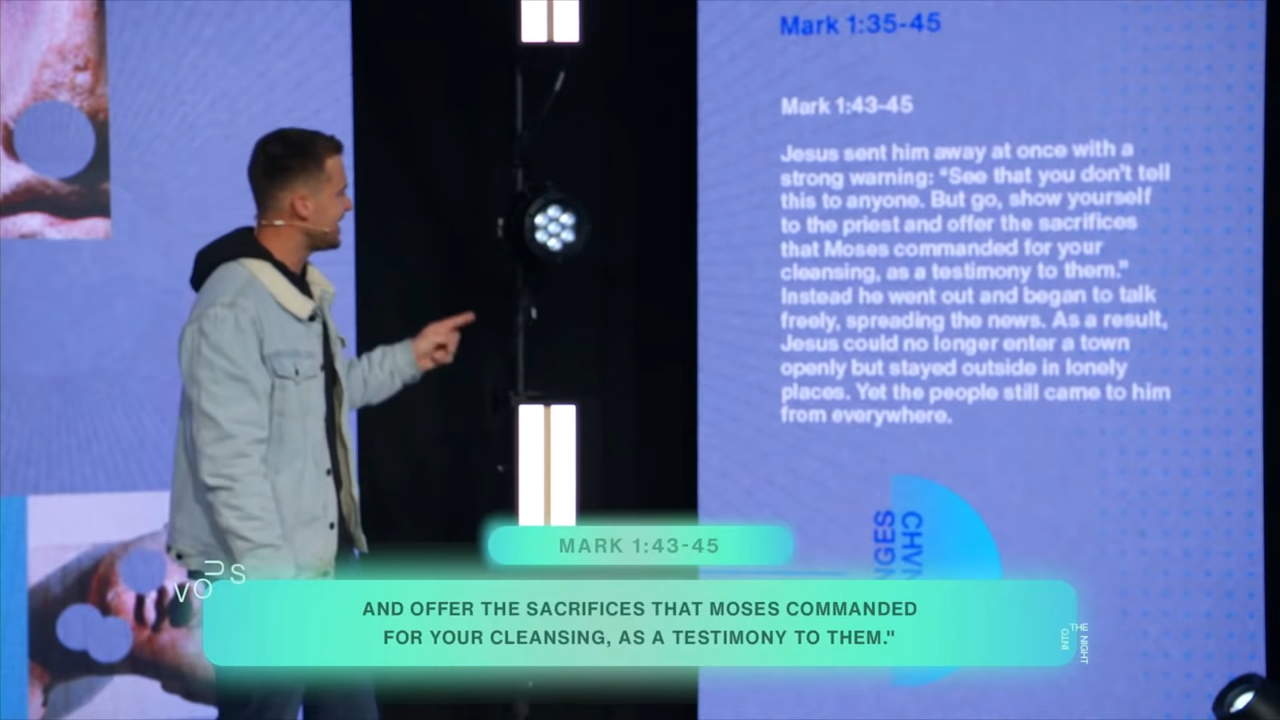 Mark 1:35-45
Mark 1:43-45
Jesus sent him away at once with a
strong warning: "See that you don't tell
this to anyone. But go, show yourself
to the priest and offer the sacrifices
that Moses commanded for your
cleansing, as a testimony to them."
Instead he went out and began to talk
freely, spreading the news. As a result,
Jesus could no longer enter a town
openly but stayed outside in lonely
places. Yet the people still came to him
from everywhere.
MARK 1:43-45
AND OFFER THE SACRIFICES THAT MOSES COMMANDED
FOR YOUR CLEANSING, AS A TESTIMONY TO THEM."
VOUS
INTO
THE NIGHT